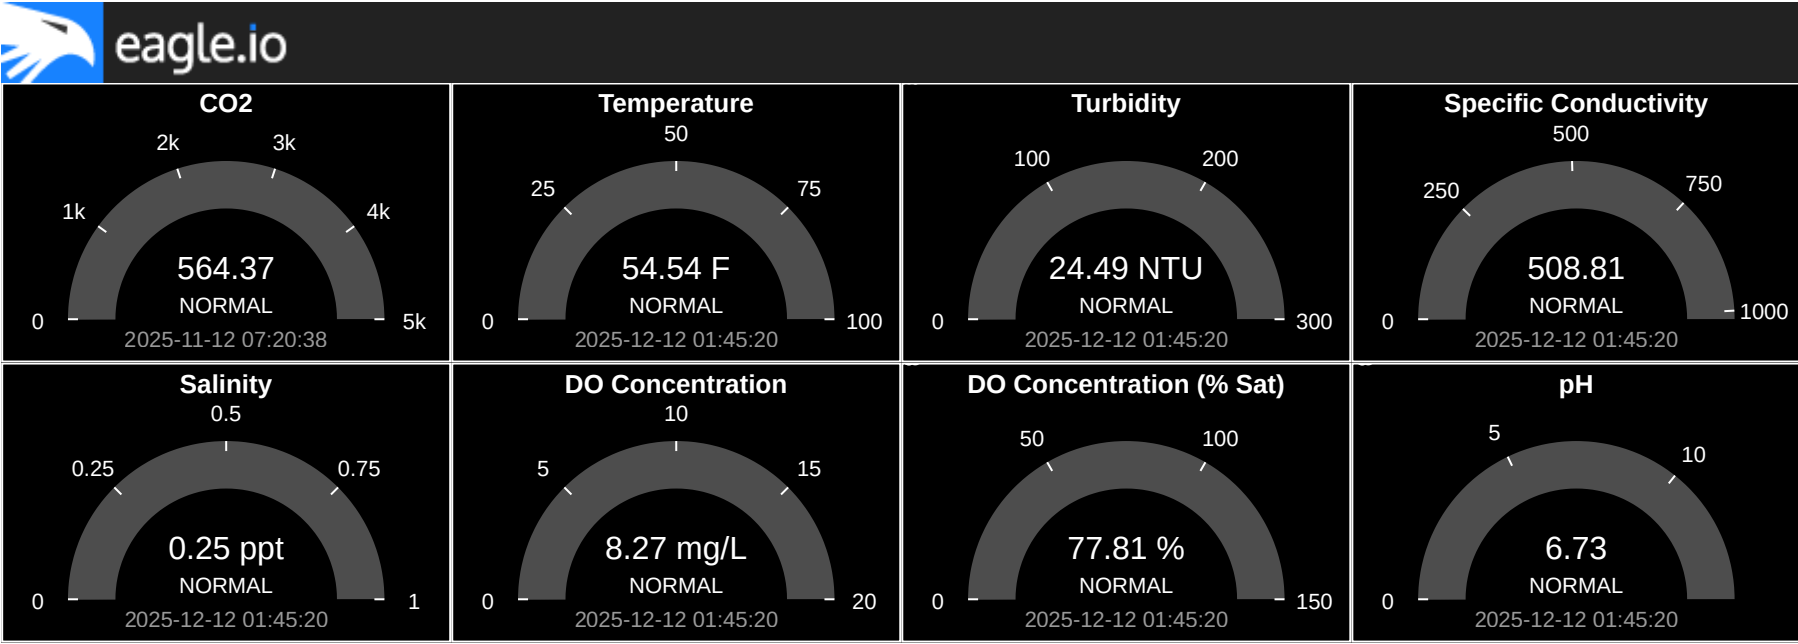 eagle.io
CO2
2k 3k
1k 4k
564.37
NORMAL
0 5k
2025-11-12 07:20:38
Temperature
50
25 75
54.54 F
NORMAL
0 100
2025-12-12 01:45:20
Turbidity
100 200
24.49 NTU
NORMAL
0 300
2025-12-12 01:45:20
Specific Conductivity
500
250 750
508.81
NORMAL
0 1000
2025-12-12 01:45:20
Salinity
0.5
0.25 0.75
0.25 ppt
NORMAL
0 1
2025-12-12 01:45:20
DO Concentration
10
5 15
8.27 mg/L
NORMAL
0 20
2025-12-12 01:45:20
DO Concentration (% Sat)
50 100
77.81 %
NORMAL
0 150
2025-12-12 01:45:20
pH
5 10
6.73
NORMAL
0
2025-12-12 01:45:20